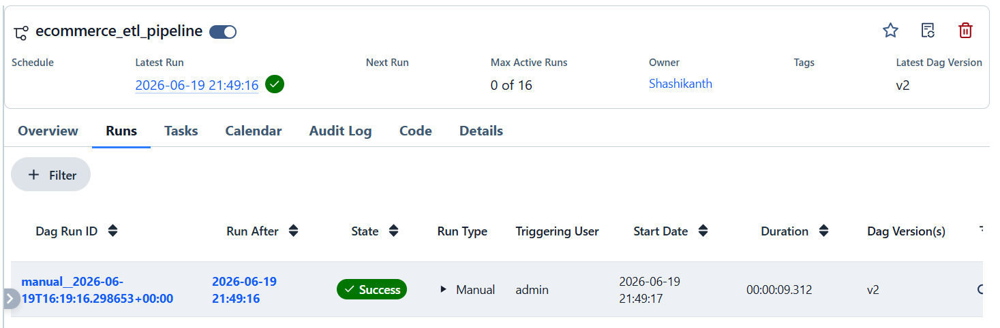 ecommerce_etl_pipeline
Schedule Latest Run Next Run Max Active Runs Owner Tags Latest Dag Version
2026-06-19 21:49:16 0 of 16 Shashikanth v2
Overview Runs Tasks Calendar Audit Log Code Details
+ Filter
Dag Run ID Run After State Run Type Triggering User Start Date Duration Dag Version(s)
manual__2026-06-
19T16:19:16.298653+00:00
2026-06-19
21:49:16
Success
Manual
admin
2026-06-19
21:49:17
00:00:09.312
v2